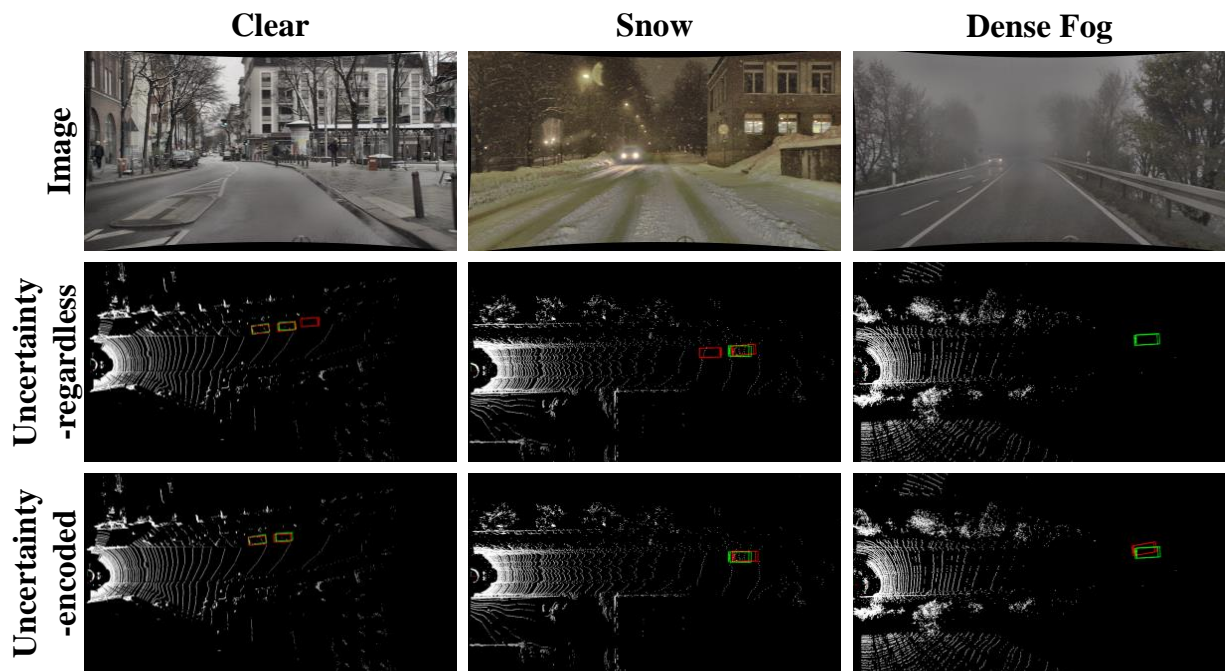 Clear
Snow
Dense Fog
Image
Uncertainty
-regardless
Uncertainty
-encoded